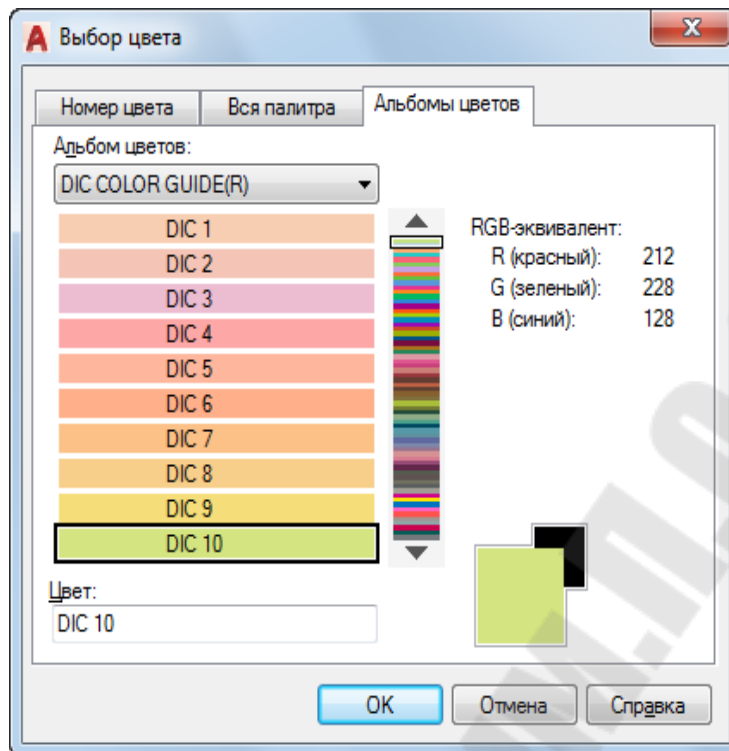 Выбор цвета
Номер цвета Вся палитра Альбомы цветов
Альбом цветов:
DIC COLOR GUIDE(R)
DIC 1
DIC 2
DIC 3
DIC 4
DIC 5
DIC 6
DIC 7
DIC 8
DIC 9
DIC 10
RGB-эквивалент:
R (красный): 212
G (зеленый): 228
B (синий): 128
Цвет:
DIC 10
OK Отмена Справка